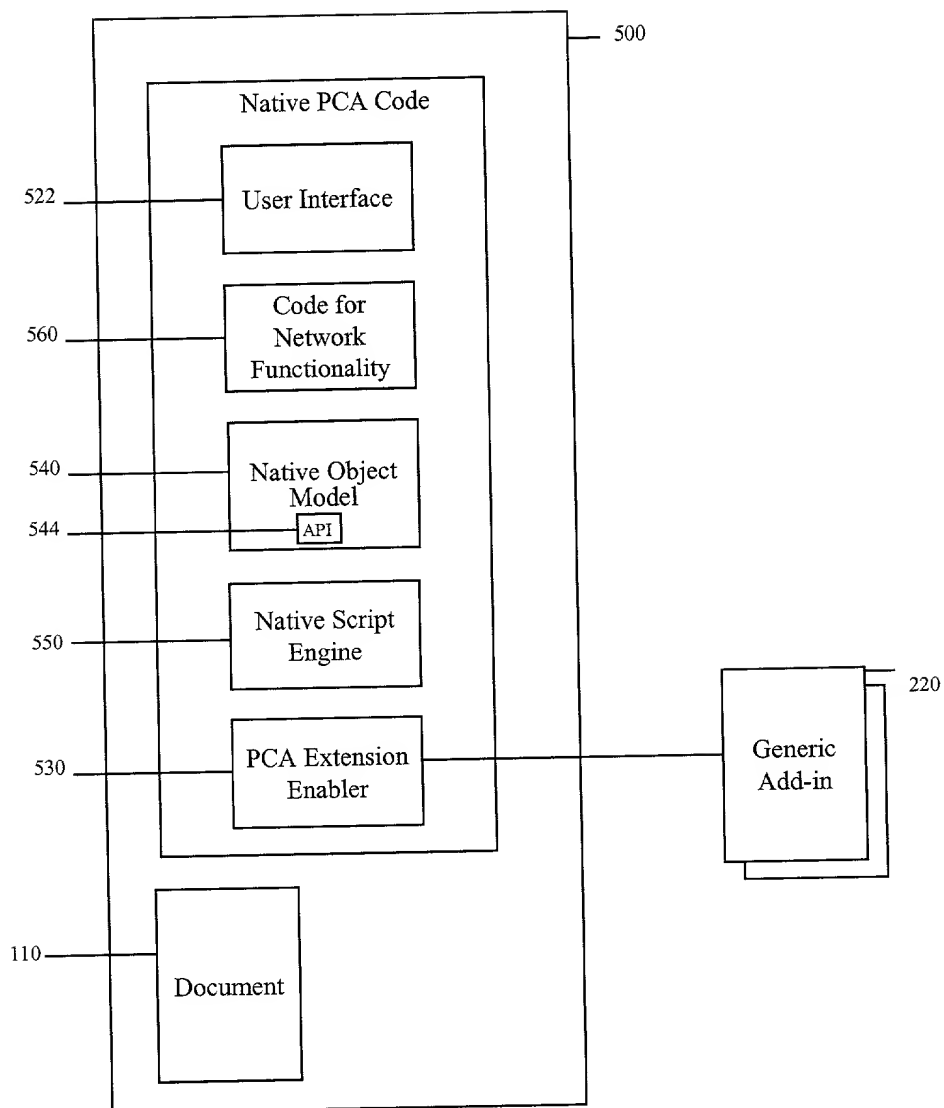 500
Native PCA Code
522
User Interface
560
Code for
Network
Functionality
540
Native Object
Model
544
API
550
Native Script
Engine
220
530
PCA Extension
Enabler
Generic
Add-in
110
Document